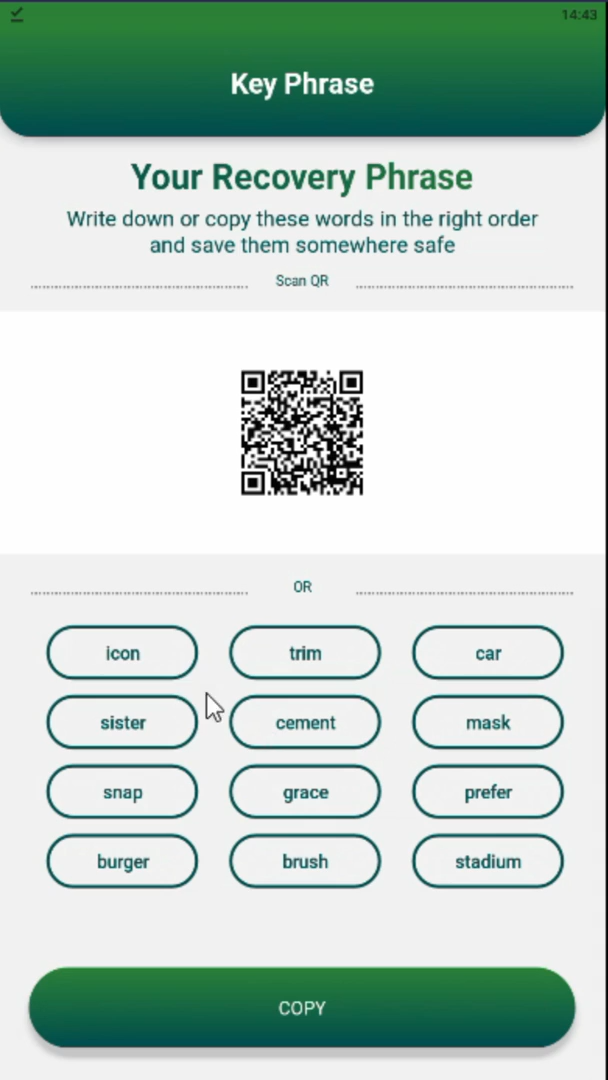 14:43
Key Phrase
Your Recovery Phrase
Write down or copy these words in the right order
and save them somewhere safe
Scan QR
OR
icon trim car
sister cement mask
snap grace prefer
burger brush stadium
COPY